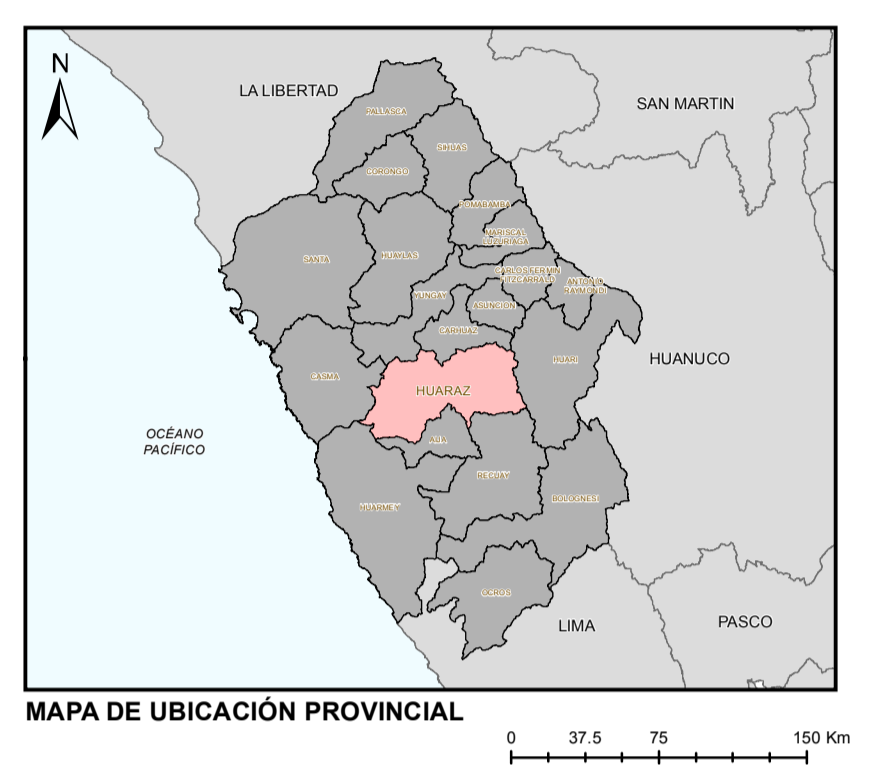 N
LA LIBERTAD
SAN MARTIN
PALLASCA
SIHUAS
CORONGO
POMABAMBA
MARISCAL
LUZURIAGA
SANTA
HUAYLAS
CARLOS FERMIN
FITZCARRALD
ANTONIO
RAYMONDI
YUNGAY
ASUNCION
CARHUAZ
HUARI
HUANUCO
CASMA
HUARAZ
OCÉANO
PACÍFICO
AIJA
RECUAY
BOLOGNESI
HUARMEY
OCROS
LIMA
PASCO
MAPA DE UBICACIÓN PROVINCIAL
0 37.5 75 150 Km